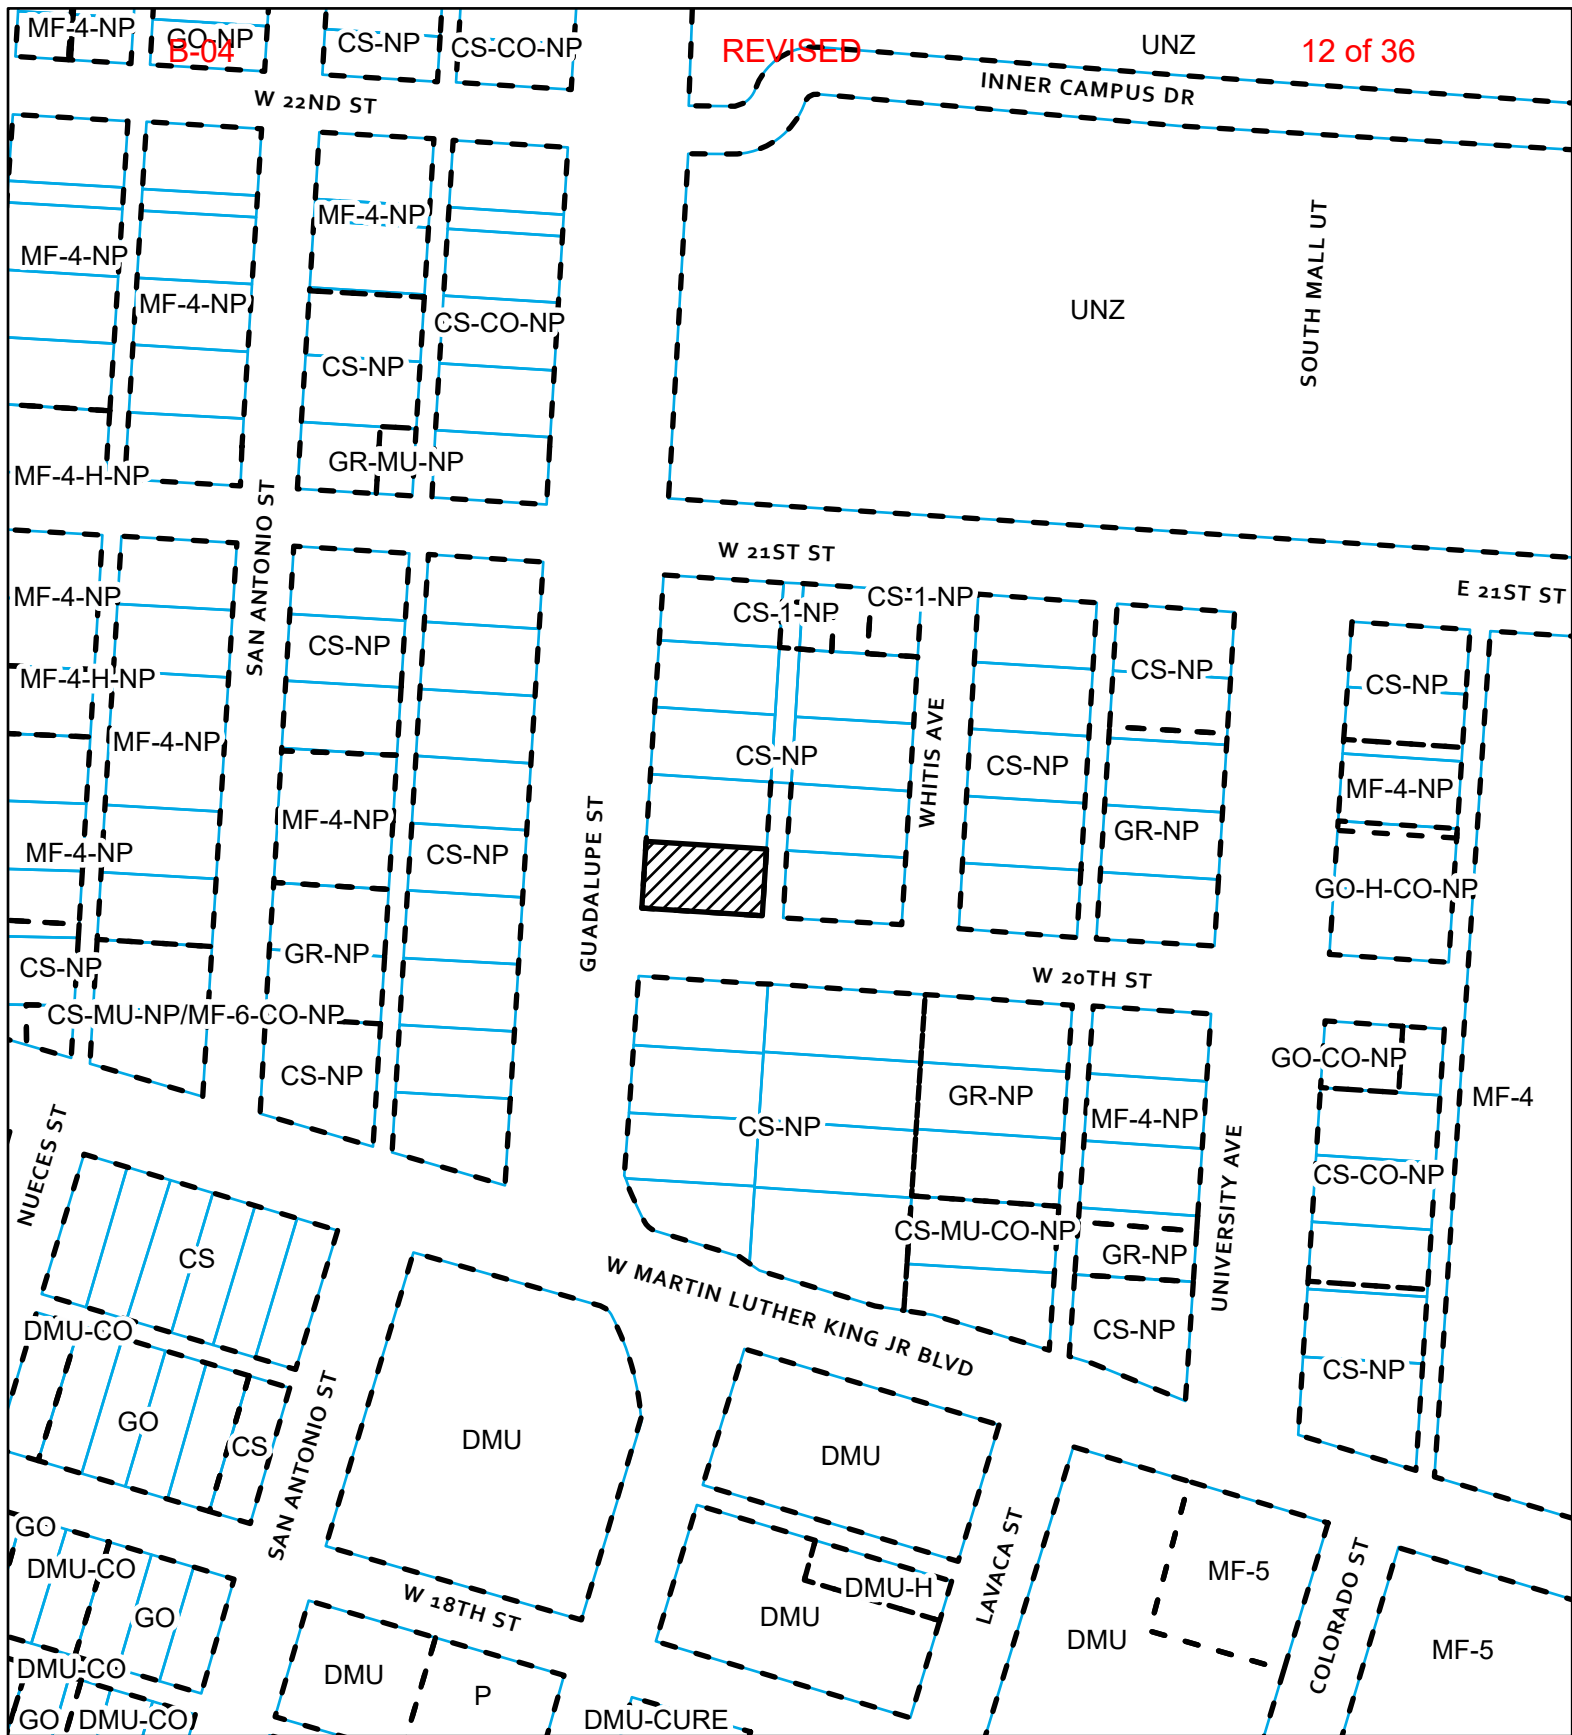 MF-4-NP
GO-NP
B-04
CS-NP
CS-CO-NP
REVISED
UNZ
12 of 36
INNER CAMPUS DR
W 22ND ST
MF-4-NP
MF-4-NP
MF-4-NP
CS-CO-NP
CS-NP
UNZ
SOUTH MALL UT
GR-MU-NP
MF-4-H-NP
SAN ANTONIO ST
W 21ST ST
E 21ST ST
MF-4-NP
CS-1-NP
CS-1-NP
CS-NP
CS-NP
CS-NP
MF-4-H-NP
MF-4-NP
CS-NP
WHITIS AVE
CS-NP
MF-4-NP
MF-4-NP
GR-NP
MF-4-NP
CS-NP
GUADALUPE ST
GO-H-CO-NP
CS-NP
GR-NP
W 20TH ST
CS-MU-NP/MF-6-CO-NP
CS-NP
GO-CO-NP
GR-NP
MF-4-NP
MF-4
CS-NP
NUECES ST
CS-CO-NP
UNIVERSITY AVE
CS-MU-CO-NP
GR-NP
CS
W MARTIN LUTHER KING JR BLVD
DMU-CO
CS-NP
CS-NP
SAN ANTONIO ST
GO
CS
DMU
DMU
GO
DMU-CO
LAVACA ST
MF-5
COLORADO ST
DMU-H
GO
W 18TH ST
DMU
DMU
MF-5
DMU-CO
DMU
P
GO
DMU-CO
DMU-CURE